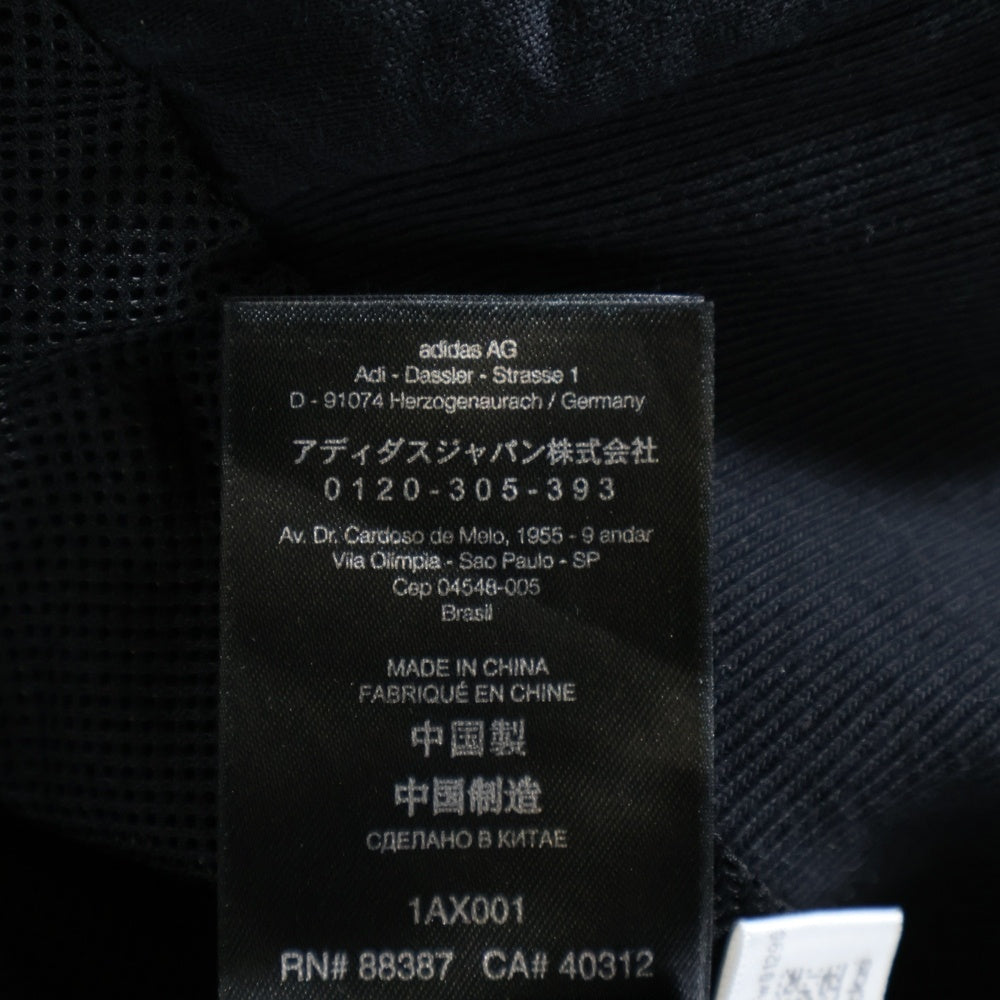 adidas AG
Adi - Dassler - Strasse 1
D - 91074 Herzogenaurach / Germany
アディダスジャパン株式会社
0120-305-393
Av. Dr. Cardoso de Melo, 1955 - 9 andar
Vila Olimpia - Sao Paulo - SP
Cep 04548-005
Brasil
MADE IN CHINA
FABRIQUÉ EN CHINE
中国製
中国制造
СДЕЛАНО В КИТАЕ
1AX001
RN# 88387 CA# 40312